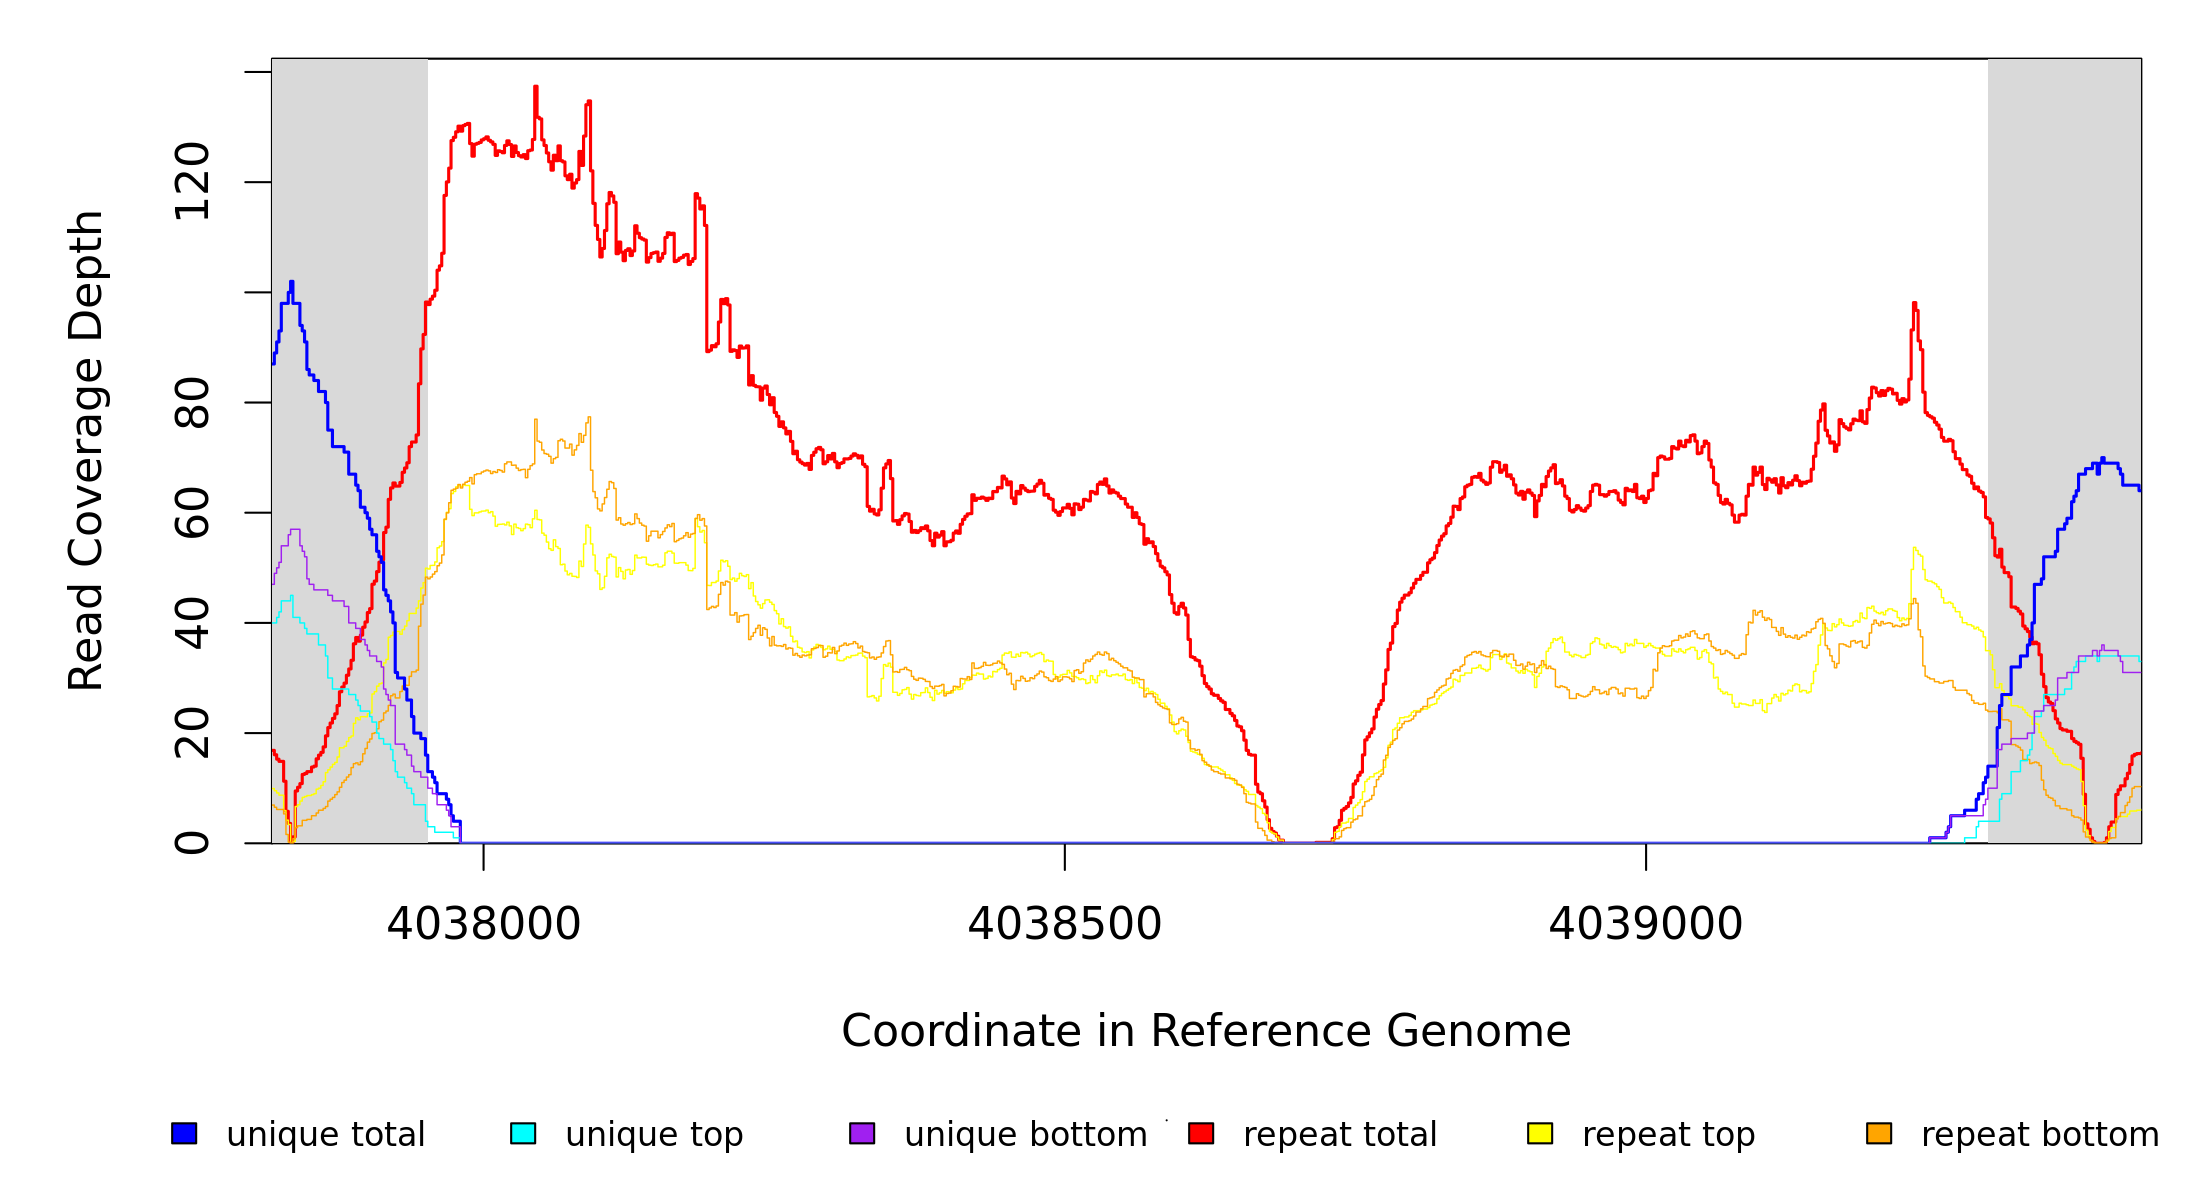 Read Coverage Depth
120
80
60
40
20
0
4038000 4038500 4039000
Coordinate in Reference Genome
unique total unique top unique bottom repeat total repeat top repeat bottom